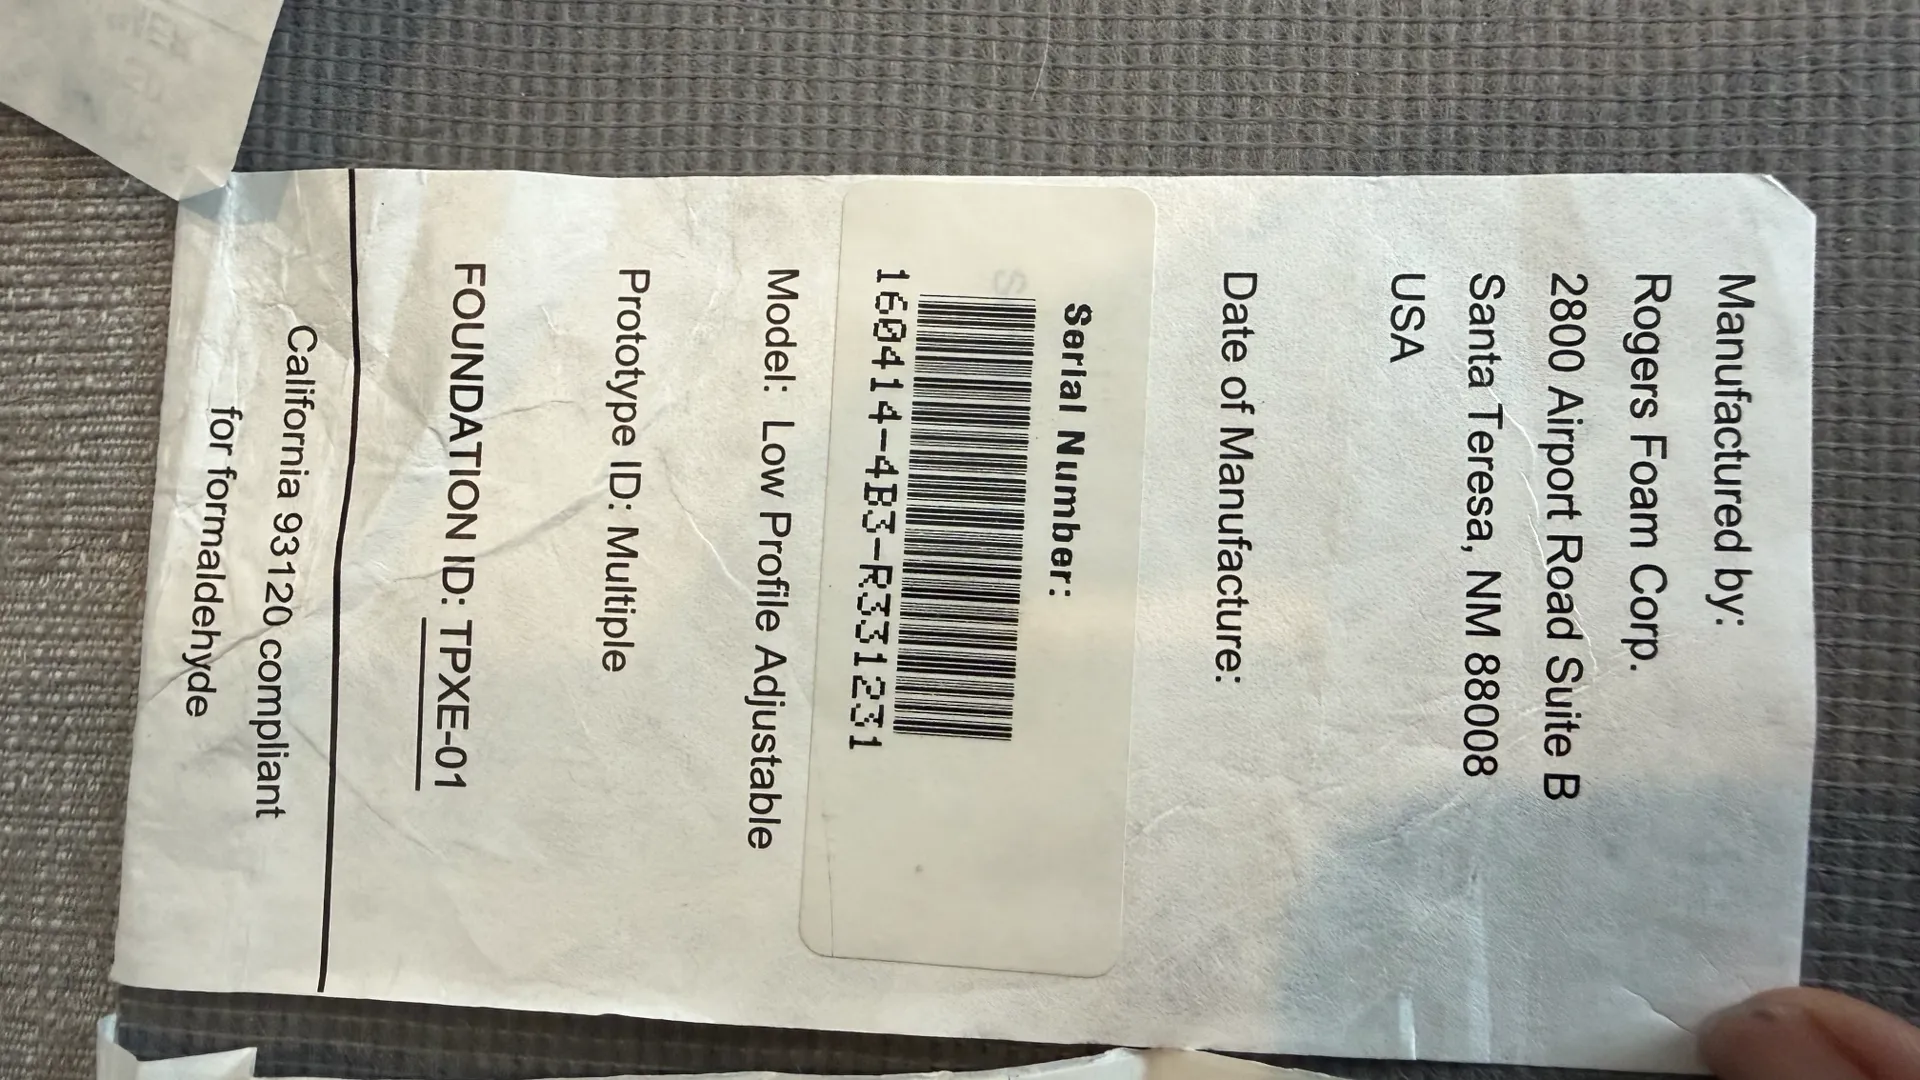 Manufactured by:
Rogers Foam Corp.
2800 Airport Road Suite B
Santa Teresa, NM 88008
USA
Date of Manufacture:
Serial Number:
160414-4B3-R331231
Model: Low Profile Adjustable
Prototype ID: Multiple
FOUNDATION ID: TPXE-01
California 93120 compliant
for formaldehyde